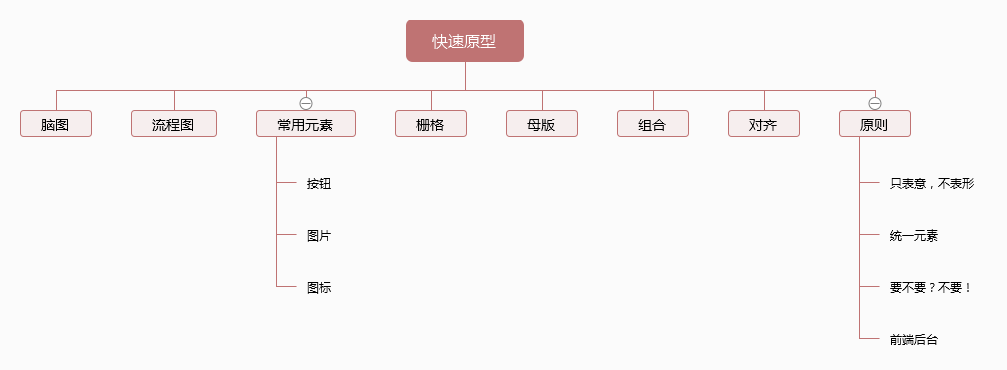 快速原型
脑图
流程图
常用元素
栅格
母版
组合
对齐
原则
按钮
图片
图标
只表意，不表形
统一元素
要不要？不要！
前端后台